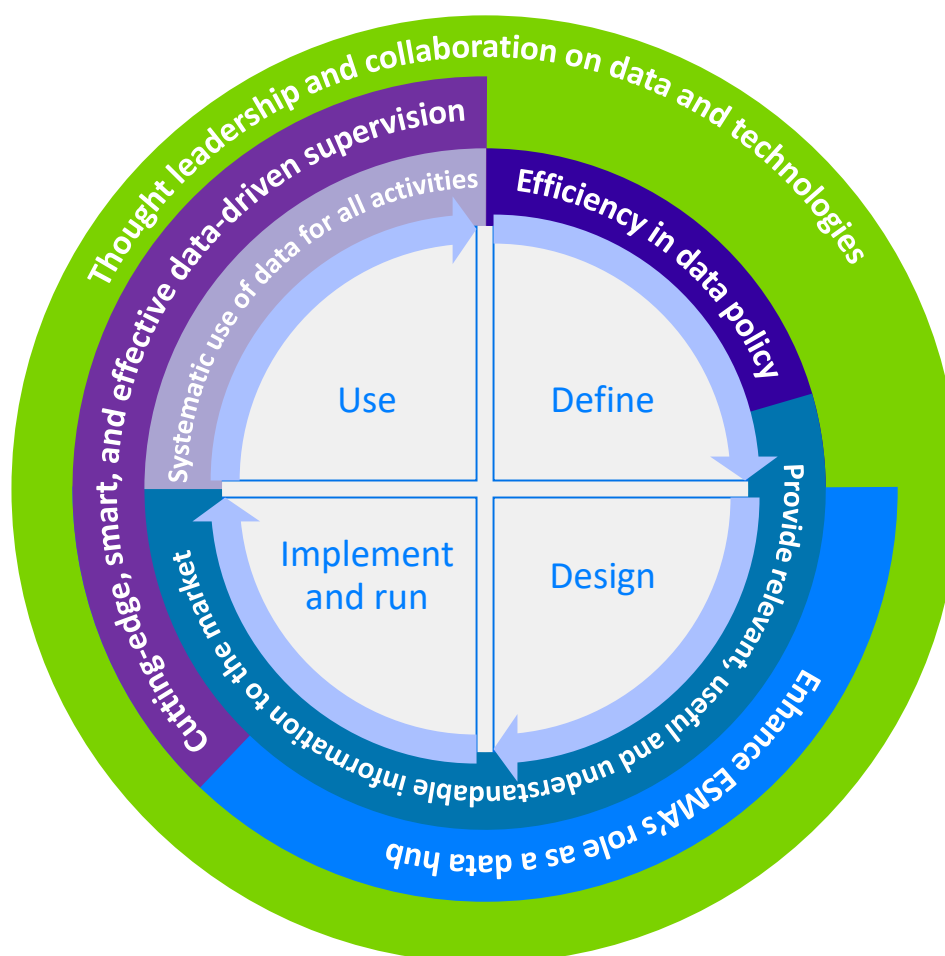 Thought leadership and collaboration on data and technologies
Cutting-edge, smart, and effective data-driven supervision
Systematic use of data for all activities
Efficiency in data policy
Use
Define
Implement
and run
Design
Provide relevant, useful and understandable information to the market
Enhance ESMA's role as a data hub